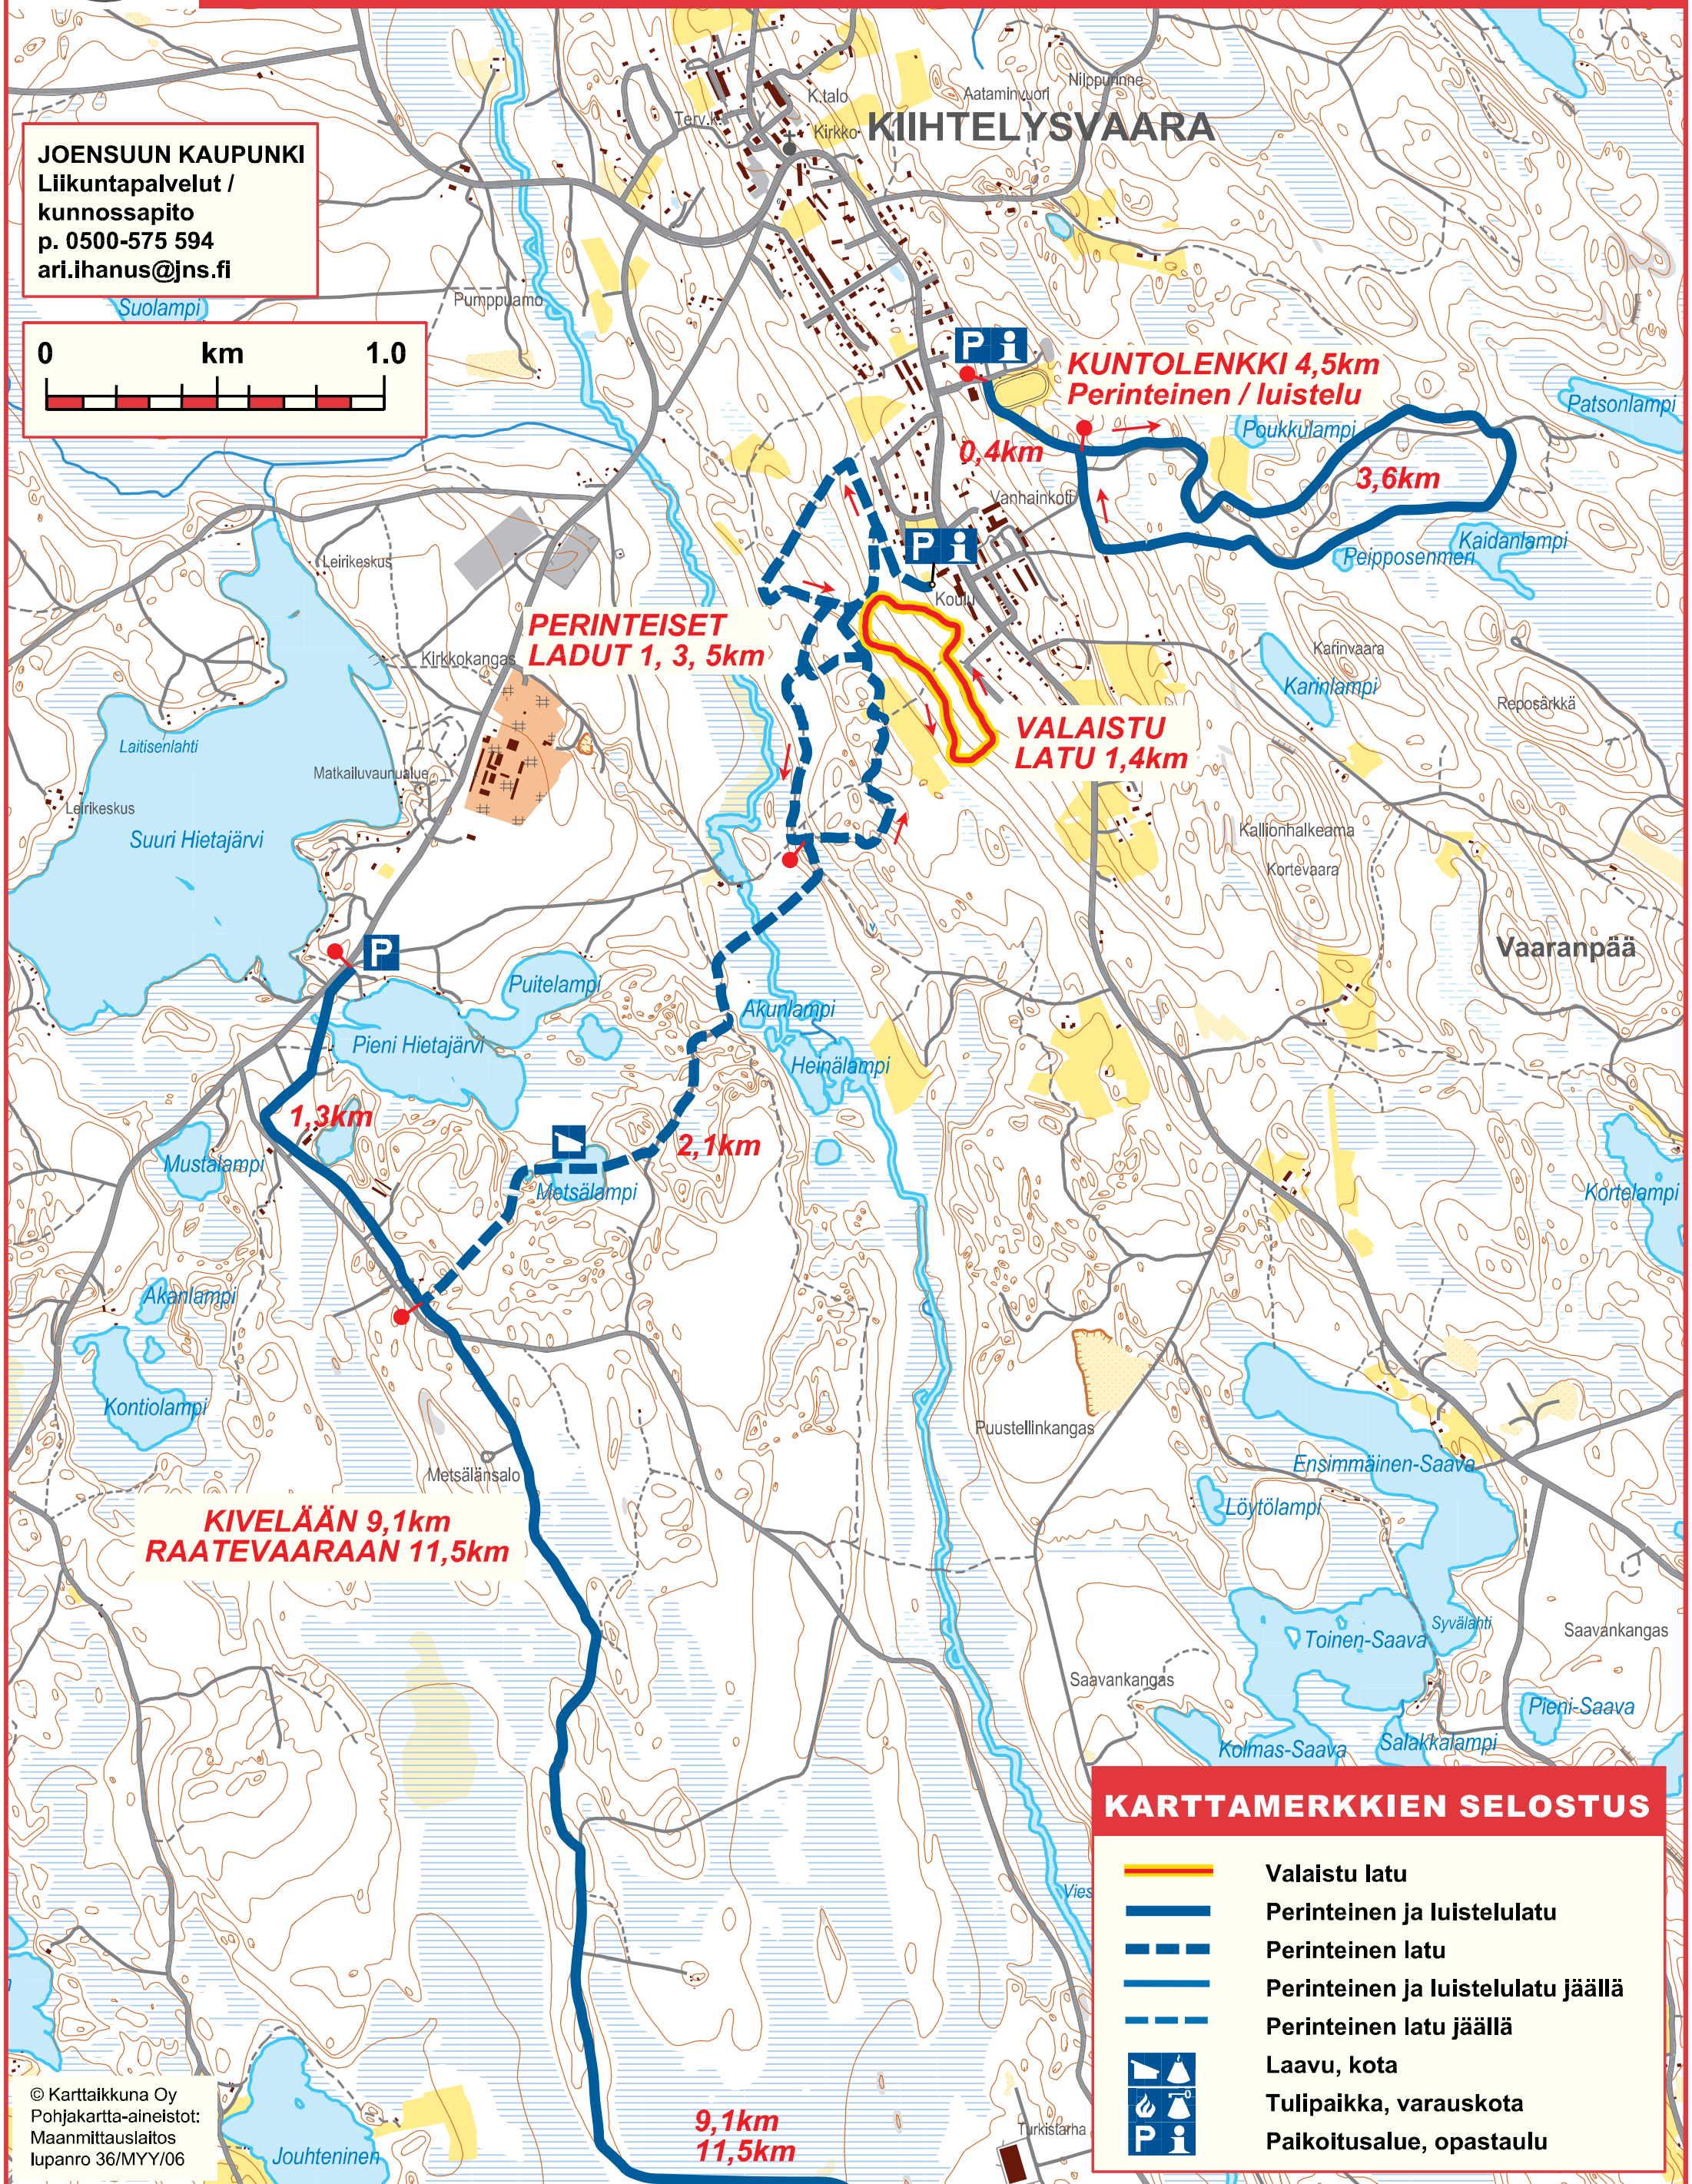 Nilppurinne
Aataminvuori
K.talo
Terv.k.
Kirkko
KIIHTELYSVAARA
JOENSUUN KAUPUNKI
Liikuntapalvelut /
kunnossapito
p. 0500-575 594
ari.ihanus@jns.fi
Suolampi
Pumppuamo
0 km 1.0
P i
KUNTOLENKKI 4,5km
Perinteinen / luistelu
Patsonlampi
Poukkulampi
0,4km
3,6km
Vanhainkoti
P i
Kaidanlampi
Peipposenmeri
Leirikeskus
Koulu
PERINTEISET
LADUT 1, 3, 5km
Kirkkokangas
Karinvaara
Karinlampi
Reposärkkä
VALAISTU
LATU 1,4km
Laitisenlahti
Matkailuvaunualue
Leirikeskus
Suuri Hietajärvi
Kallionhalkeama
Kortevaara
Vaaranpää
P
Puitelampi
Akunlampi
Pieni Hietajärvi
Heinälampi
1,3km
2,1km
Mustalampi
Metsälampi
Kortelampi
Akanlampi
Kontiolampi
Puustellinkangas
Ensimmäinen-Saava
Metsälänsalo
Löytölampi
KIVELÄÄN 9,1km
RAATEVAARAAN 11,5km
Syvälahti
Toinen-Saava
Saavankangas
Saavankangas
Pieni-Saava
Kolmas-Saava
Salakkalampi
KARTTAMERKKIEN SELOSTUS
Valaistu latu
Vies
Perinteinen ja luistelulatu
Perinteinen latu
Perinteinen ja luistelulatu jäällä
Perinteinen latu jäällä
Laavu, kota
Tulipaikka, varauskota
P i Paikoitusalue, opastaulu
© Karttaikkuna Oy
Pohjakartta-aineistot:
Maanmittauslaitos
lupanro 36/MYY/06
Jouhteninen
9,1km
11,5km
Turkistarha